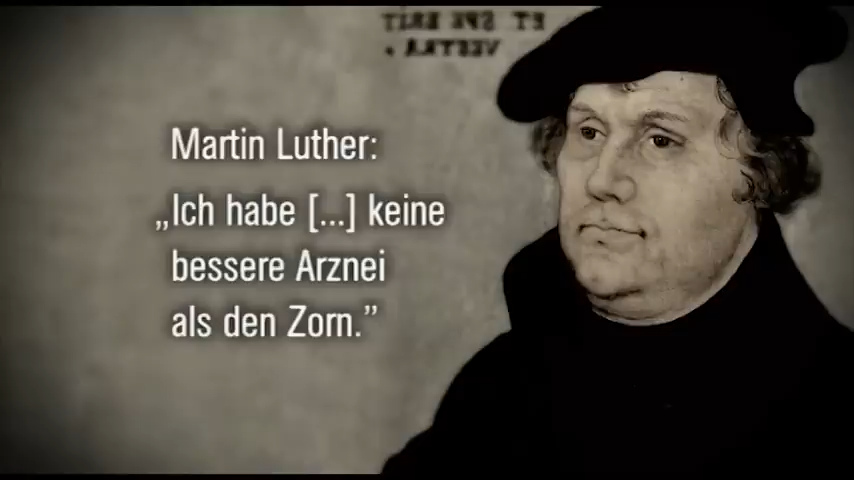 Martin Luther:
„Ich habe [...] keine
bessere Arznei
als den Zorn.”